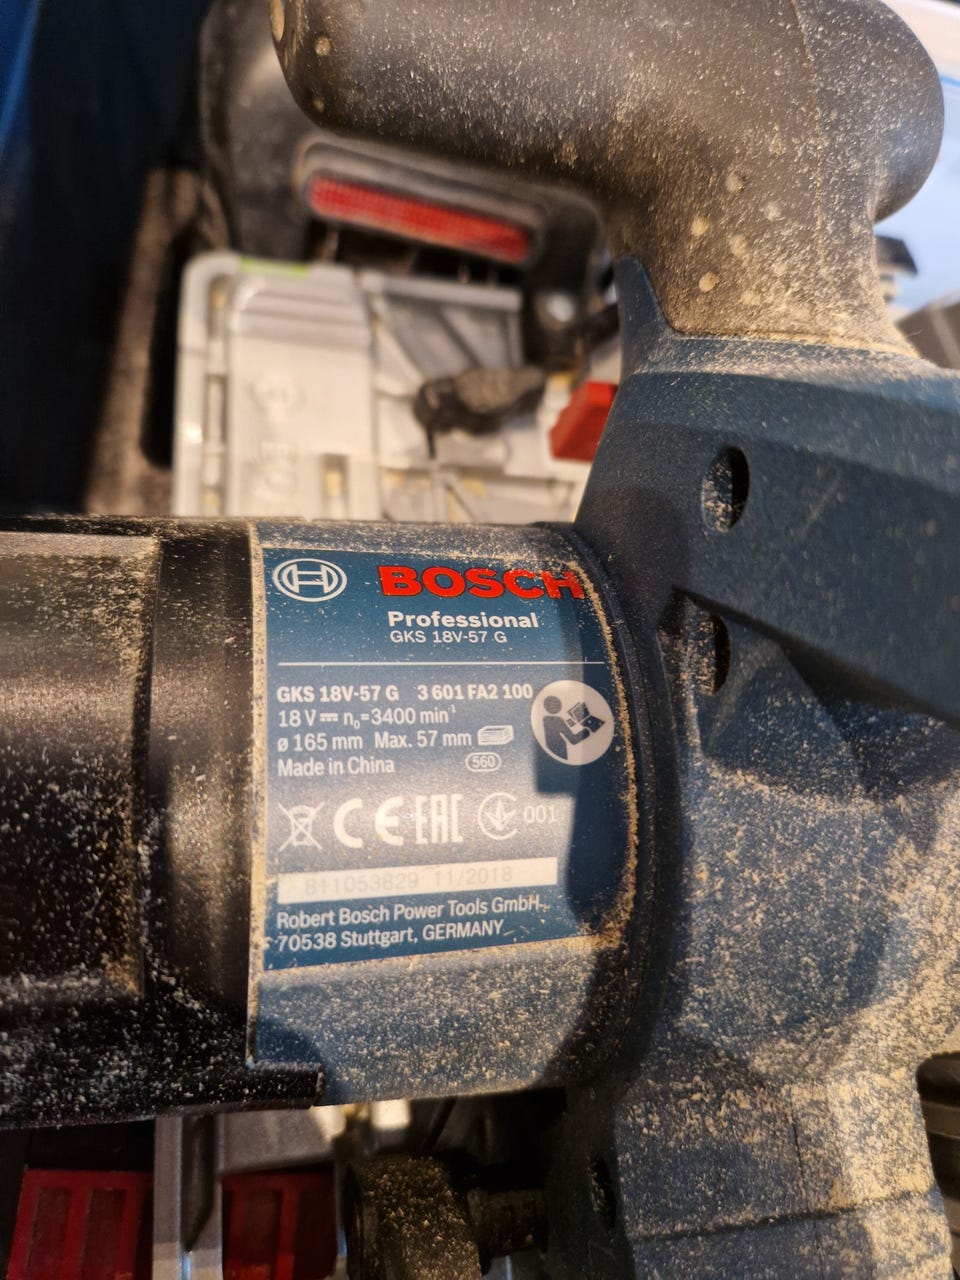 BOSCH
Professional
GKS 18V-57 G
GKS 18V-57 G 3 601 FA2 100
18 V n₀=3400 min⁻¹
ø 165 mm Max. 57 mm
Made in China 560
CE EAC 001
811053829 11/2018
Robert Bosch Power Tools GmbH
70538 Stuttgart, GERMANY